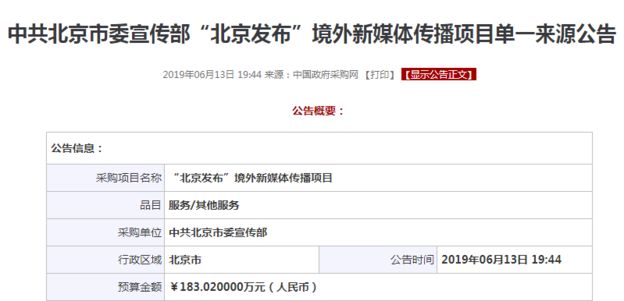 中共北京市委宣传部“北京发布”境外新媒体传播项目单一来源公告
2019年06月13日 19:44 来源：中国政府采购网 【打印】 【显示公告正文】
公告概要：
公告信息：
采购项目名称 “北京发布”境外新媒体传播项目
品目 服务/其他服务
采购单位 中共北京市委宣传部
行政区域 北京市 公告时间 2019年06月13日 19:44
预算金额 ￥183.020000万元（人民币）